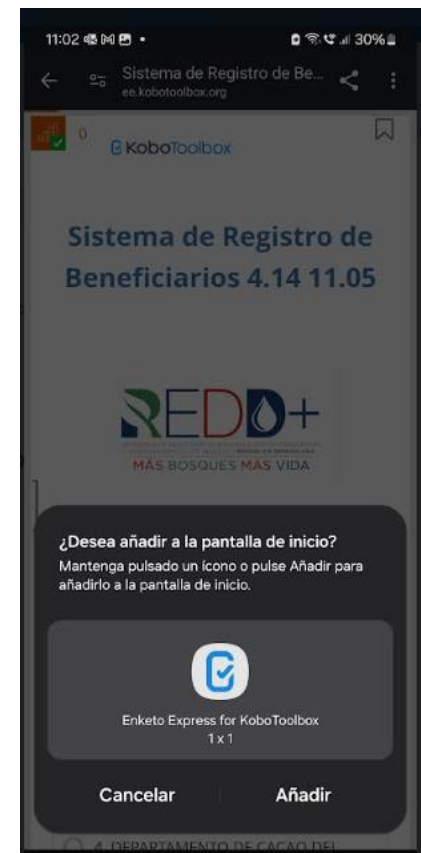 11:02
30%
Sistema de Registro de Be...
ee.kobotoolbox.org
0
KoboToolbox
Sistema de Registro de
Beneficiarios 4.14 11.05
REDD+
MÁS BOSQUES MÁS VIDA
¿Desea añadir a la pantalla de inicio?
Mantenga pulsado un ícono o pulse Añadir para
añadirlo a la pantalla de inicio.
Enketo Express for KoboToolbox
1 x 1
Cancelar
Añadir
4. DEPARTAMENTO DE CACAO DEL